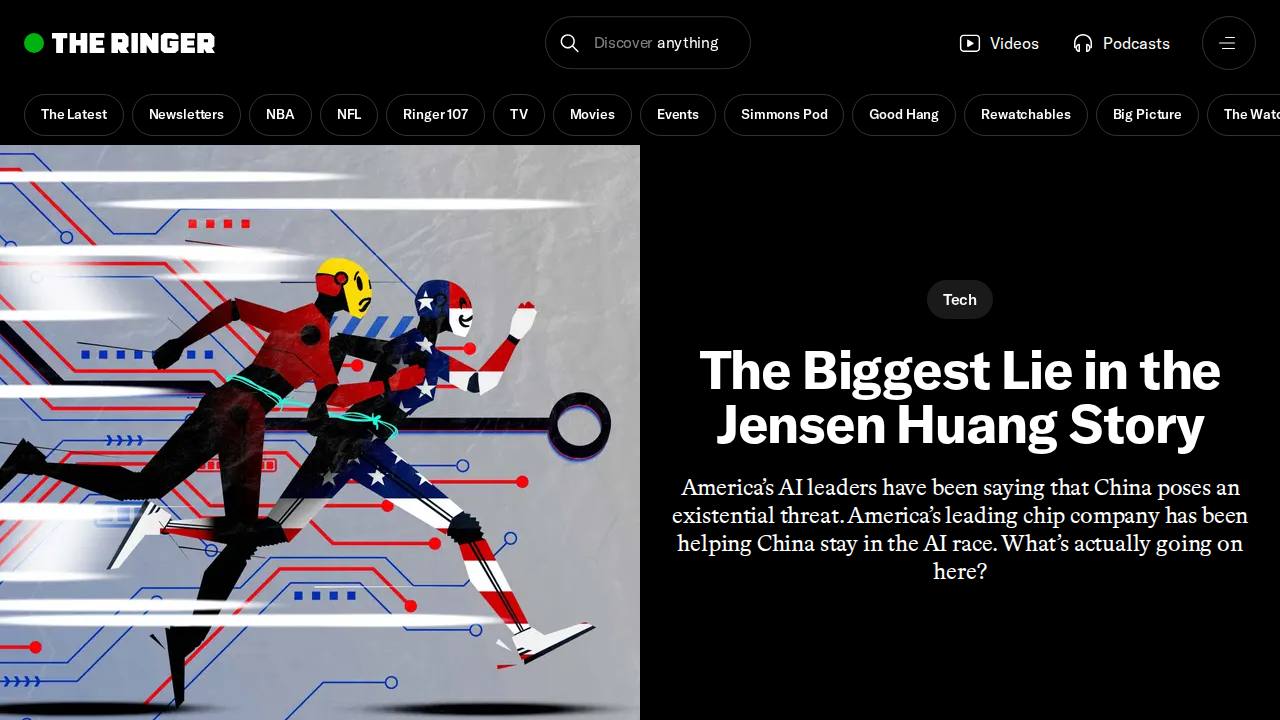 THE RINGER
Discover anything
Videos
Podcasts
The Latest
Newsletters
NBA
NFL
Ringer 107
TV
Movies
Events
Simmons Pod
Good Hang
Rewatchables
Big Picture
The Watc
Tech
The Biggest Lie in the
Jensen Huang Story
America’s AI leaders have been saying that China poses an
existential threat. America’s leading chip company has been
helping China stay in the AI race. What’s actually going on
here?